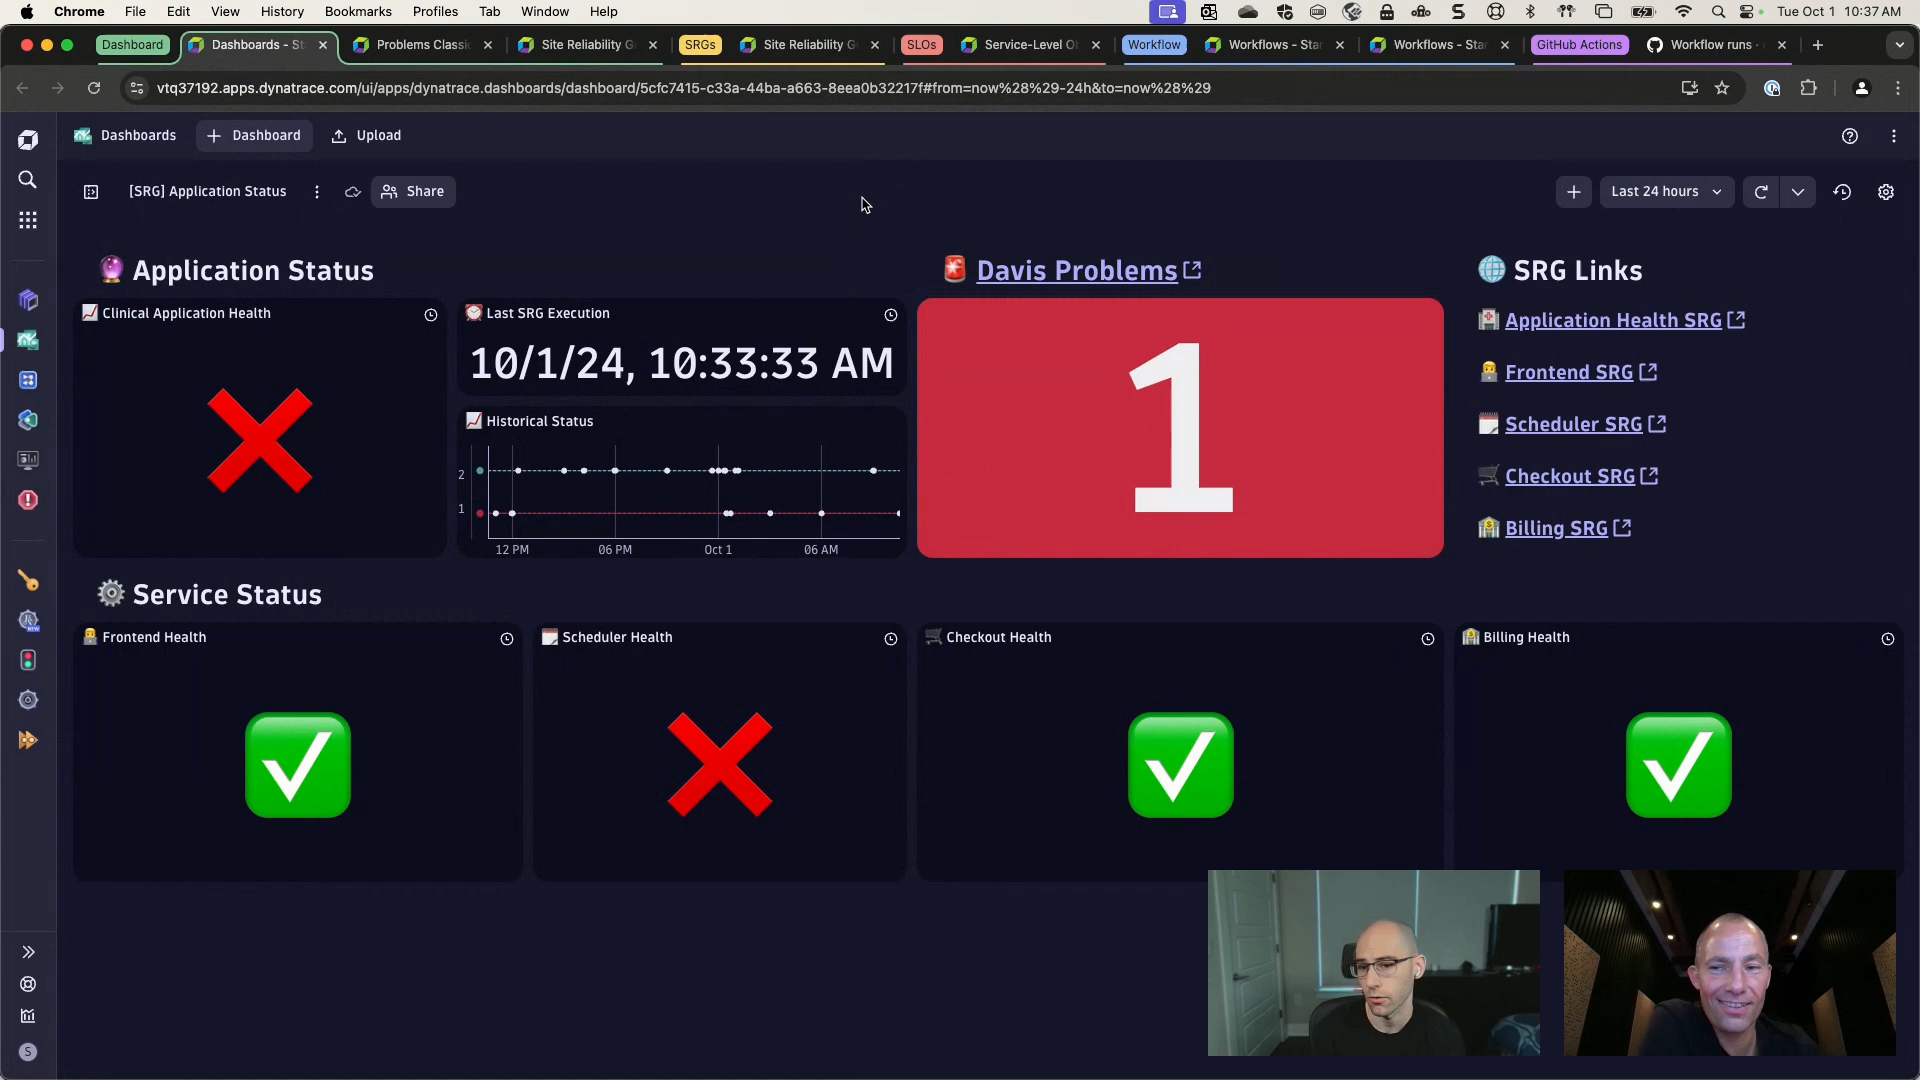 Chrome File Edit View History Bookmarks Profiles Tab Window Help Tue Oct 1 10:37 AM
Dashboard Dashboards - St Problems Classi Site Reliability G SRGs Site Reliability G SLOs Service-Level Ob Workflow Workflows - Star Workflows - Star GitHub Actions Workflow runs ·
vtq37192.apps.dynatrace.com/ui/apps/dynatrace.dashboards/dashboard/5cfc7415-c33a-44ba-a663-8eea0b32217f#from=now%28%29-24h&to=now%28%29
Dashboards Dashboard Upload
[SRG] Application Status Share Last 24 hours
Application Status Davis Problems SRG Links
Clinical Application Health
Last SRG Execution
10/1/24, 10:33:33 AM
Historical Status
2
1
12 PM 06 PM Oct 1 06 AM
1
Application Health SRG
Frontend SRG
Scheduler SRG
Checkout SRG
Billing SRG
Service Status
Frontend Health Scheduler Health Checkout Health Billing Health
NEW
S